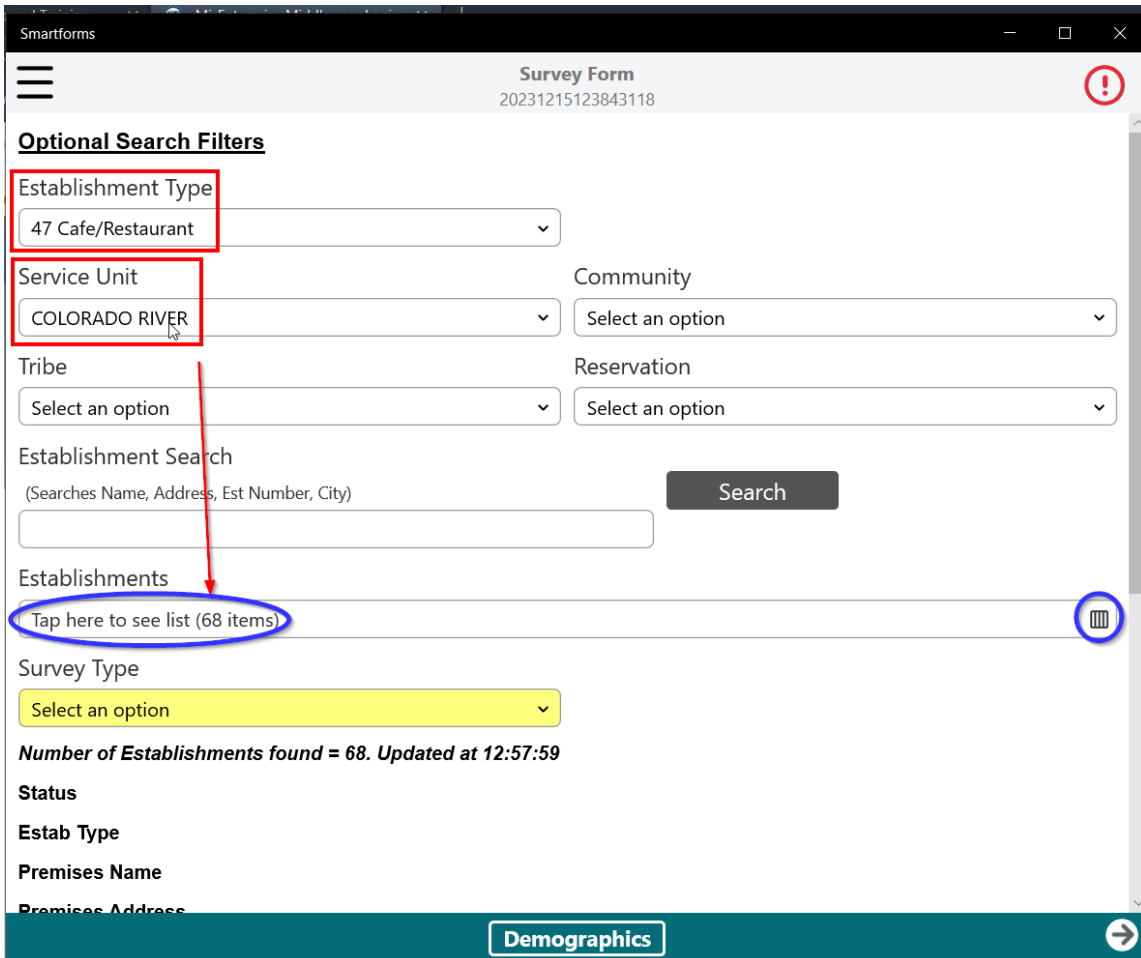 Smartforms
Survey Form
20231215123843118
Optional Search Filters
Establishment Type
47 Cafe/Restaurant
Service Unit
Community
COLORADO RIVER
Select an option
Tribe
Reservation
Select an option
Select an option
Establishment Search
(Searches Name, Address, Est Number, City)
Search
Establishments
Tap here to see list (68 items)
Survey Type
Select an option
Number of Establishments found = 68. Updated at 12:57:59
Status
Estab Type
Premises Name
Premises Address
Demographics